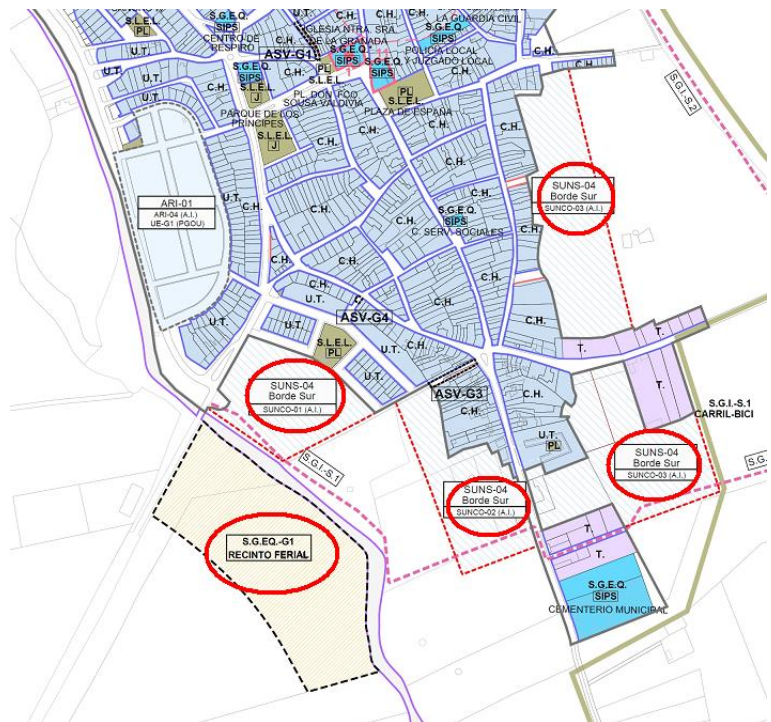 LA GUARDIA CIVIL
S.L.E.L.
PL
U.T.
C.H.
S.G.E.Q.
SIPS
CENTRO DE
RESPIRO
IGLESIA NTRA. SRA.
DE LA GRANADA
ASV-G1
S.G.E.Q.
SIPS
S.G.E.Q.
SIPS
S.G.E.Q.
SIPS
POLICIA LOCAL
Y JUZGADO LOCAL
C.H.
U.T.
U.T.
S.G.E.Q.
SIPS
S.L.E.L.
J
PARQUE DE LOS
PRÍNCIPES
S.L.E.L.
J
PL
S.L.E.L.
PL. DON FCO
SOUSA VALDIVIA
PL
S.L.E.L.
PLAZA DE ESPAÑA
C.H.
C.H.
S.G.I.-S.2
ARI-01
ARI-04 (A.I.)
UE-G1 (PGOU)
U.T.
C.H.
C.H.
C.H.
C.H.
S.G.E.Q.
SIPS
C. SERV. SOCIALES
C.H.
SUNS-04
Borde Sur
SUNCO-03 (A.I.)
C.H.
C.H.
C.H.
C.H.
U.T.
C.H.
U.T.
ASV-G4
U.T.
S.L.E.L.
PL
U.T.
U.T.
C.H.
C.H.
T.
T.
T.
SUNS-04
Borde Sur
SUNCO-01 (A.I.)
ASV-G3
C.H.
S.G.I.-S.1
CARRIL-BICI
S.G.I.-S.1
U.T.
PL
SUNS-04
Borde Sur
SUNCO-03 (A.I.)
S.G.
SUNS-04
Borde Sur
SUNCO-02 (A.I.)
S.G.EQ.-G1
RECINTO FERIAL
T.
T.
S.G.E.Q.
SIPS
CEMENTERIO MUNICIPAL